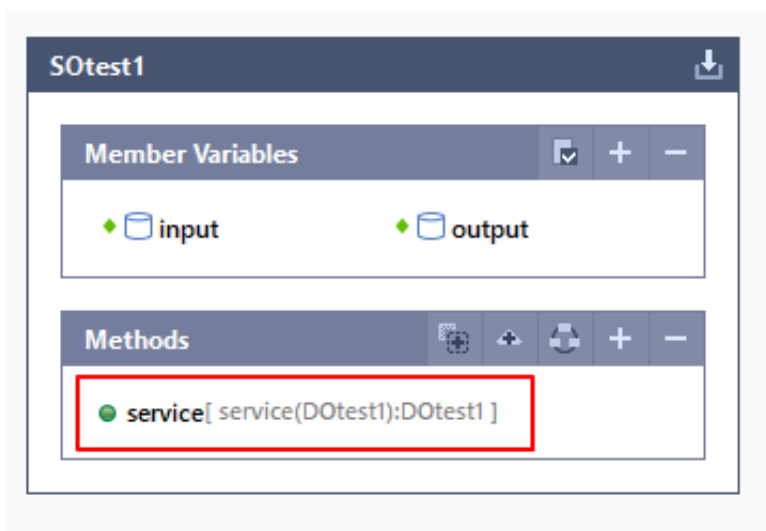 SOtest1
Member Variables
input
output
Methods
service[ service(DOtest1):DOtest1 ]